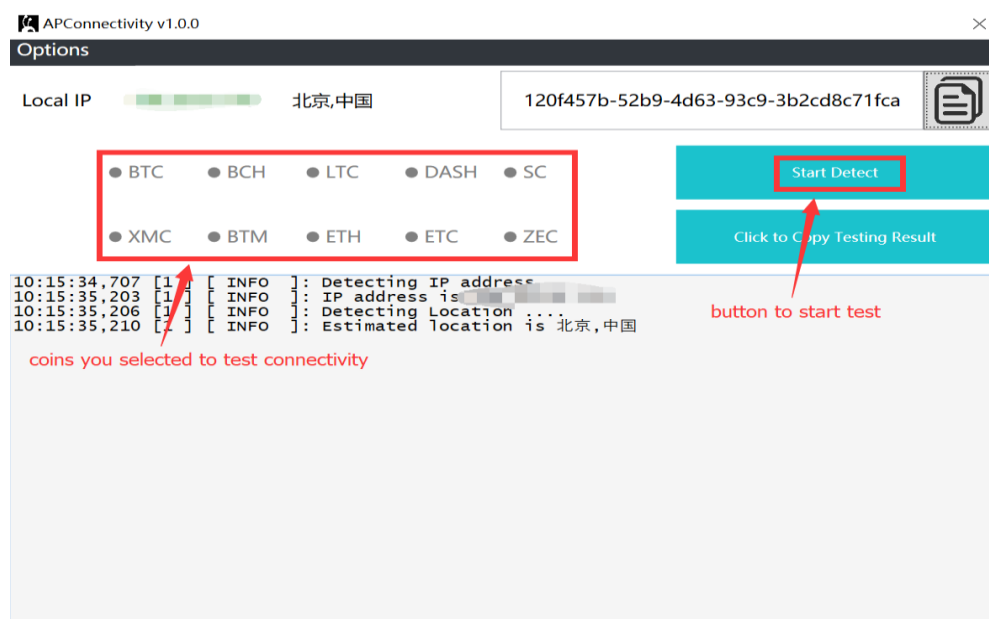 APConnectivity v1.0.0
Options
Local IP 北京,中国 120f457b-52b9-4d63-93c9-3b2cd8c71fca
BTC BCH LTC DASH SC
Start Detect
XMC BTM ETH ETC ZEC
Click to Copy Testing Result
10:15:34,707 [1 ] [ INFO ]: Detecting IP address
10:15:35,203 [1 ] [ INFO ]: IP address is
10:15:35,206 [1 ] [ INFO ]: Detecting Location ....
10:15:35,210 [1 ] [ INFO ]: Estimated location is 北京,中国
button to start test
coins you selected to test connectivity